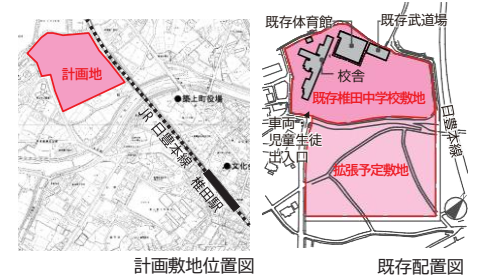 計画地
●築上町役場
JR 日豊本線
椎田駅
●文化
計画敷地位置図
既存体育館
既存武道場
校舎
既存椎田中学校敷地
車両・
児童生徒
出入口
日豊本線
拡張予定敷地
既存配置図